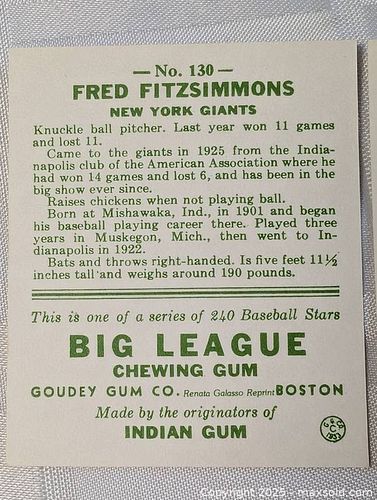 — No. 130 —
FRED FITZSIMMONS
NEW YORK GIANTS
Knuckle ball pitcher. Last year won 11 games
and lost 11.
Came to the giants in 1925 from the India-
napolis club of the American Association where he
had won 14 games and lost 6, and has been in the
big show ever since.
Raises chickens when not playing ball.
Born at Mishawaka, Ind., in 1901 and began
his baseball playing career there. Played three
years in Muskegon, Mich., then went to In-
dianapolis in 1922.
Bats and throws right-handed. Is five feet 11½
inches tall and weighs around 190 pounds.
This is one of a series of 240 Baseball Stars
BIG LEAGUE
CHEWING GUM
GOUDEY GUM CO. Renata Galasso Reprint BOSTON
Made by the originators of
INDIAN GUM
Copyright 2025